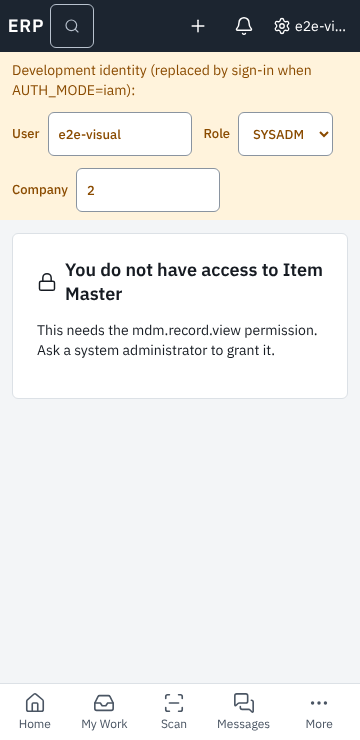 ERP
e2e-vi...
Development identity (replaced by sign-in when
AUTH_MODE=iam):
User e2e-visual Role SYSADM
Company 2
You do not have access to Item
Master
This needs the mdm.record.view permission.
Ask a system administrator to grant it.
Home My Work Scan Messages More